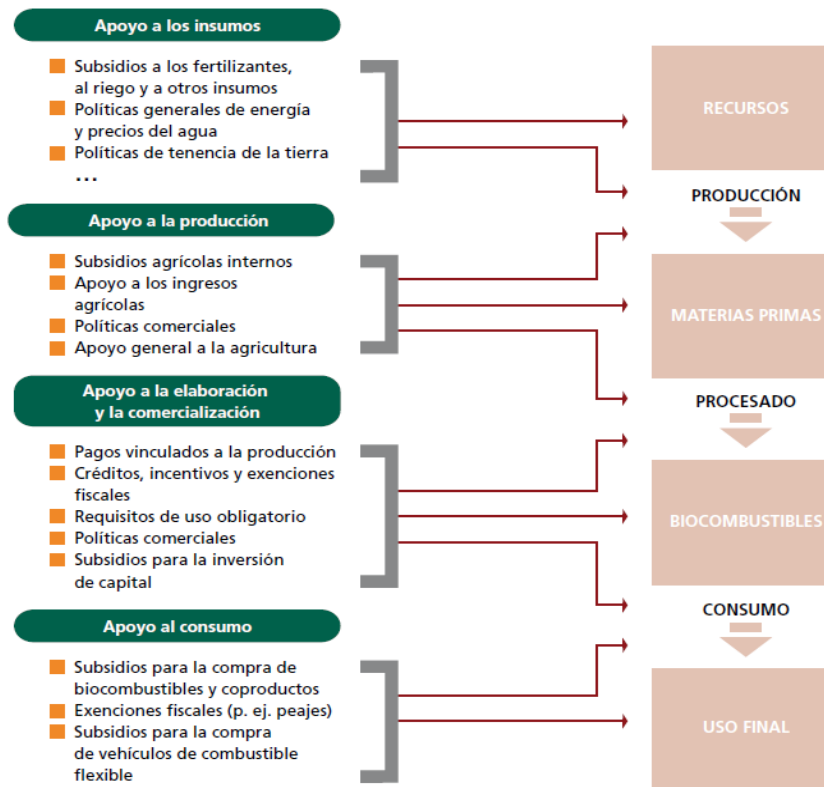 Apoyo a los insumos
Subsidios a los fertilizantes,
al riego y a otros insumos
Políticas generales de energía
y precios del agua
Políticas de tenencia de la tierra
...
Apoyo a la producción
Subsidios agrícolas internos
Apoyo a los ingresos
agrícolas
Políticas comerciales
Apoyo general a la agricultura
Apoyo a la elaboración
y la comercialización
Pagos vinculados a la producción
Créditos, incentivos y exenciones
fiscales
Requisitos de uso obligatorio
Políticas comerciales
Subsidios para la inversión
de capital
Apoyo al consumo
Subsidios para la compra de
biocombustibles y coproductos
Exenciones fiscales (p. ej. peajes)
Subsidios para la compra
de vehículos de combustible
flexible
RECURSOS
PRODUCCIÓN
MATERIAS PRIMAS
PROCESADO
BIOCOMBUSTIBLES
CONSUMO
USO FINAL